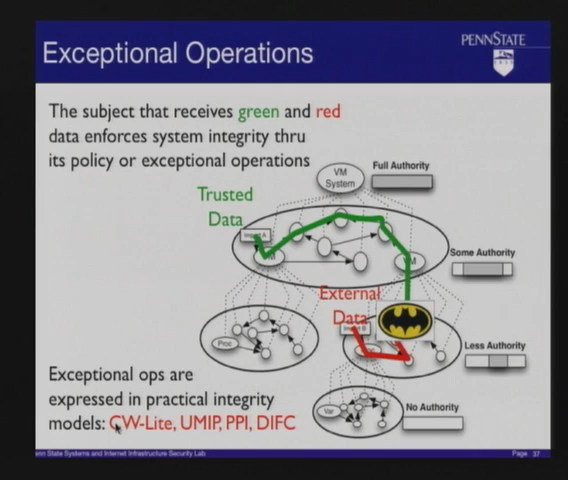 Exceptional Operations
PENNSTATE
The subject that receives green and red
data enforces system integrity thru
its policy or exceptional operations
VM
System
Full Authority
Trusted
Data
Some Authority
VM
External
Data
Less Authority
Proc
Exceptional ops are
expressed in practical integrity
models: CW-Lite, UMIP, PPI, DIFC
Var
No Authority
Penn State Systems and Internet Infrastructure Security Lab
Page 37